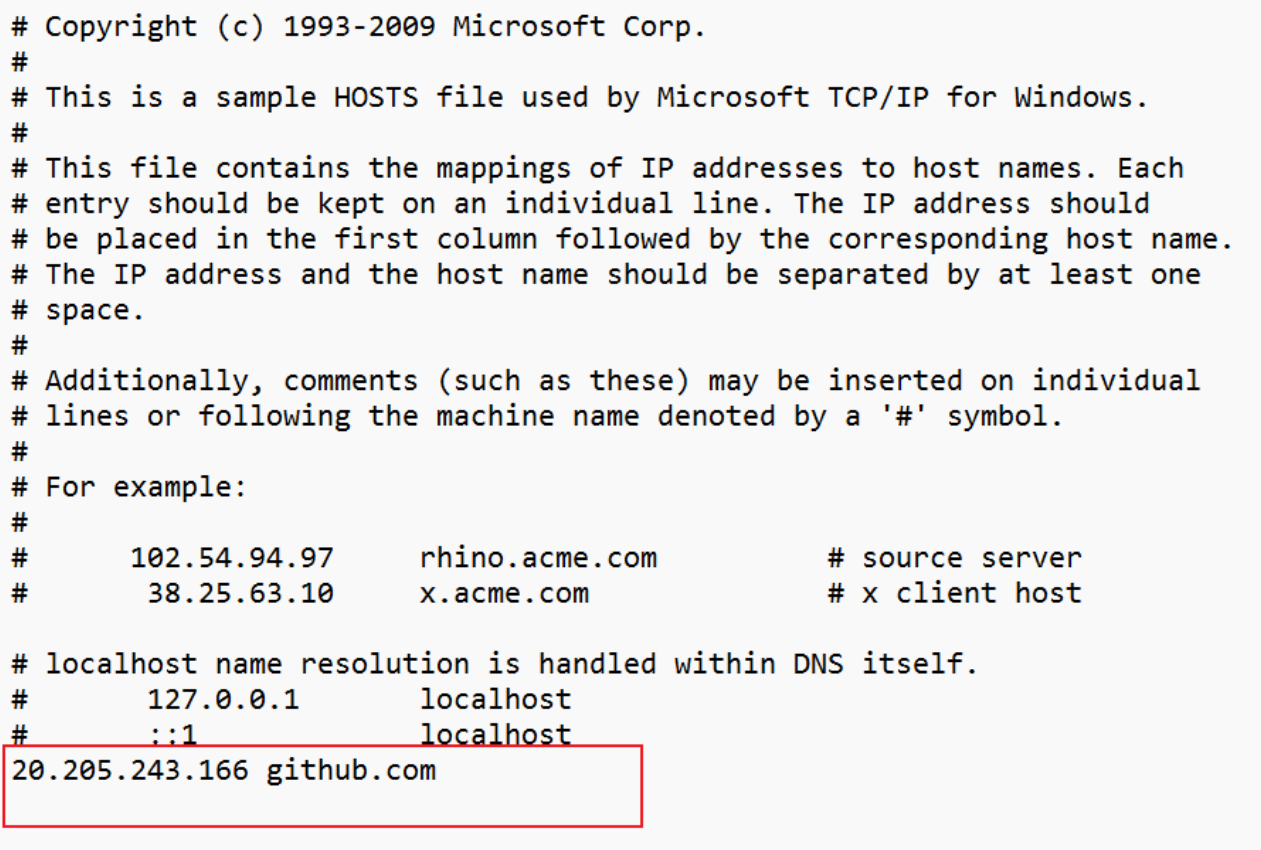 # Copyright (c) 1993-2009 Microsoft Corp.
#
# This is a sample HOSTS file used by Microsoft TCP/IP for Windows.
#
# This file contains the mappings of IP addresses to host names. Each
# entry should be kept on an individual line. The IP address should
# be placed in the first column followed by the corresponding host name.
# The IP address and the host name should be separated by at least one
# space.
#
# Additionally, comments (such as these) may be inserted on individual
# lines or following the machine name denoted by a '#' symbol.
#
# For example:
#
#      102.54.94.97     rhino.acme.com          # source server
#       38.25.63.10     x.acme.com              # x client host

# localhost name resolution is handled within DNS itself.
#       127.0.0.1       localhost
#       ::1             localhost
20.205.243.166 github.com